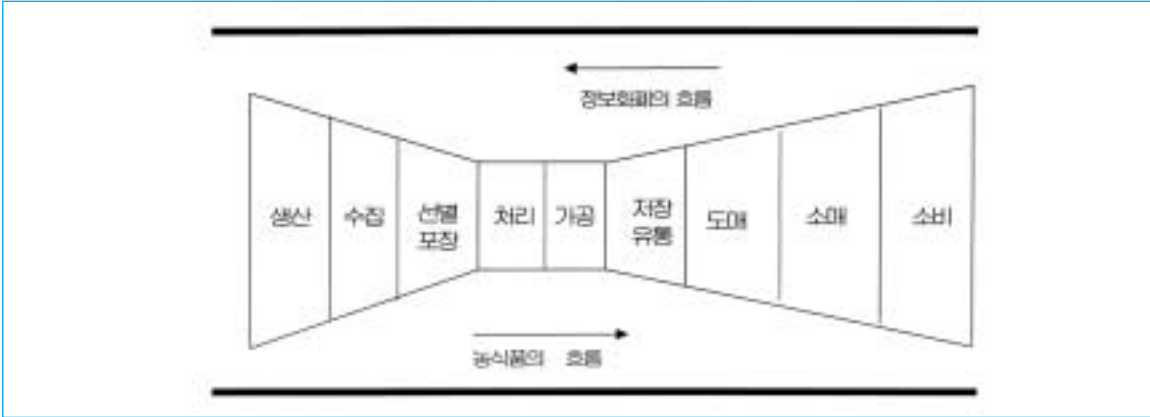 정보화폐의 흐름
생산
수집
선별
포장
처리
가공
저장
유통
도매
소매
소비
농식품의 흐름